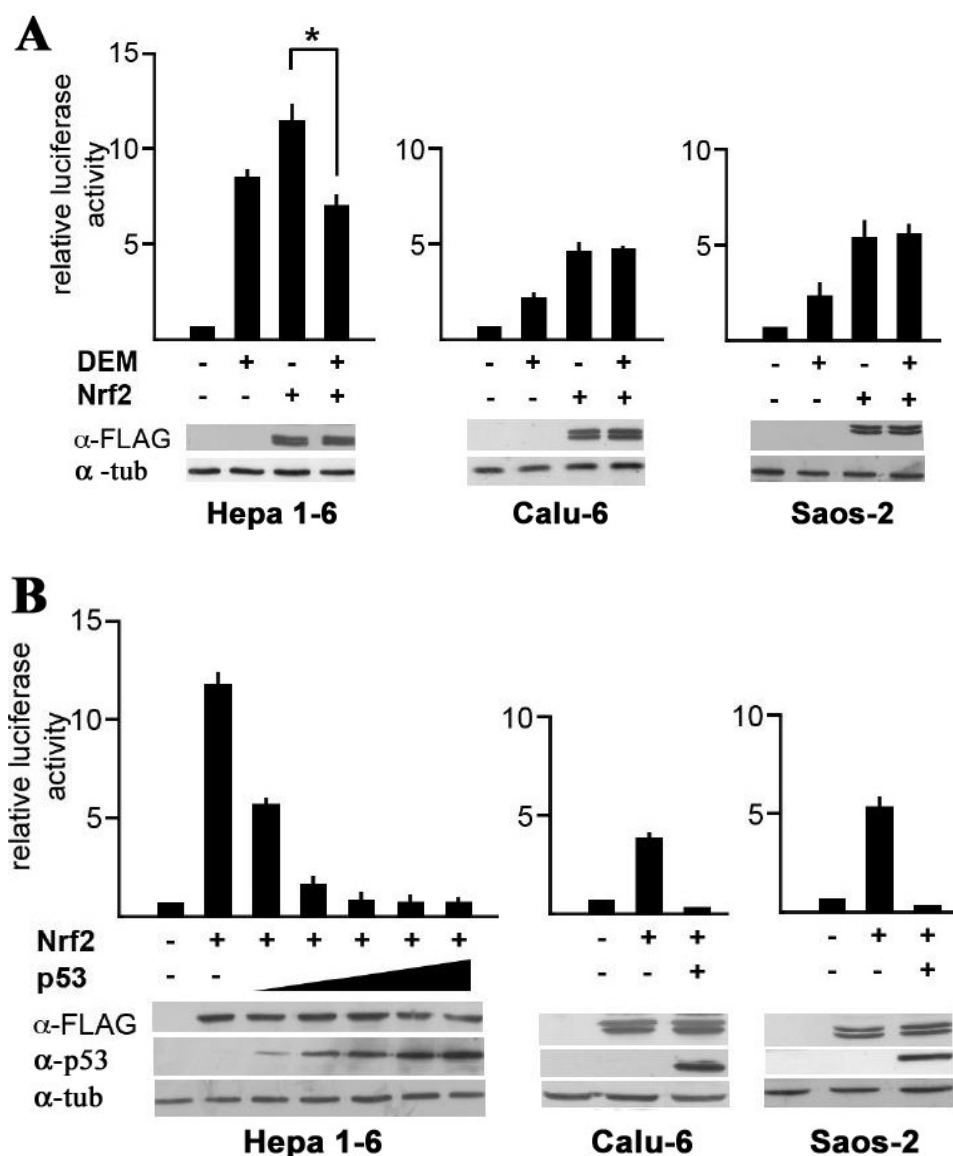 A
relative luciferase
activity
15
10
5
*
10
5
10
5
DEM - + - + - + - + - + - +
Nrf2 - - + + - - + + - - + +
α-FLAG
α -tub
Hepa 1-6 Calu-6 Saos-2
B
relative luciferase
activity
15
10
5
10
5
10
5
Nrf2 - + + + + + + - + + - + +
p53 - - - - + - - +
α-FLAG
α-p53
α-tub
Hepa 1-6 Calu-6 Saos-2